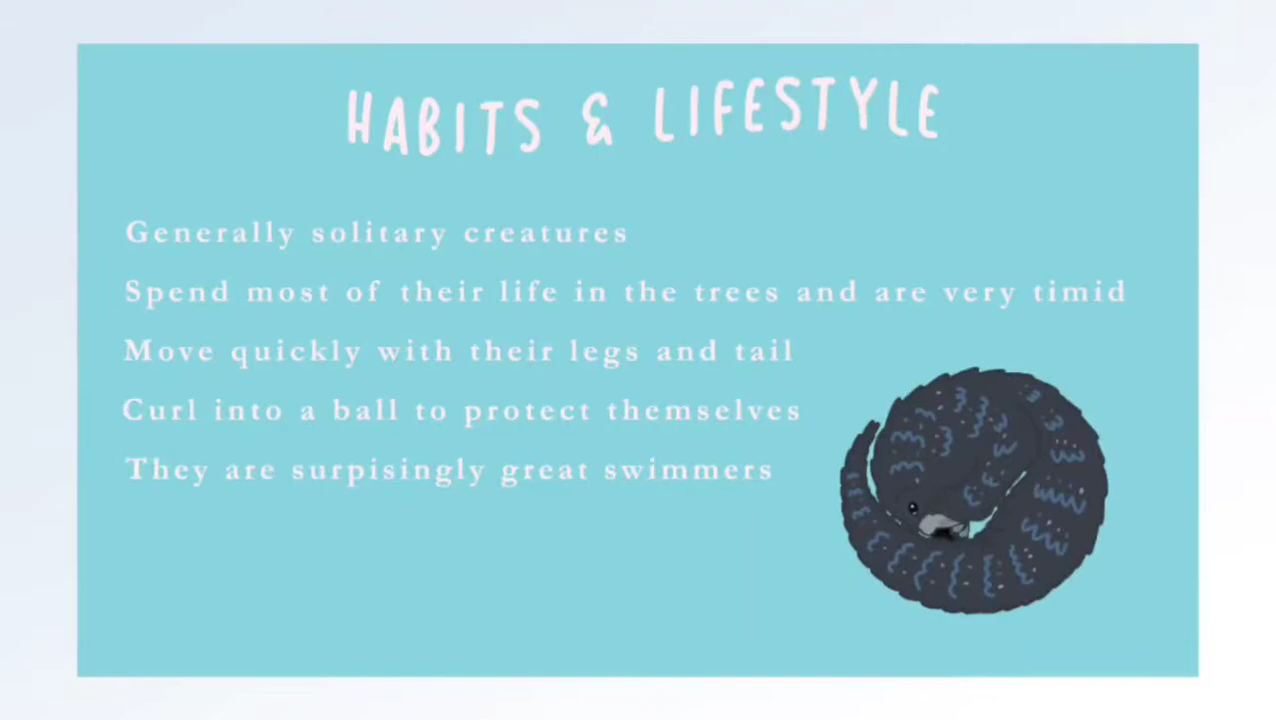 HABITS & LIFESTYLE
Generally solitary creatures
Spend most of their life in the trees and are very timid
Move quickly with their legs and tail
Curl into a ball to protect themselves
They are surpisingly great swimmers